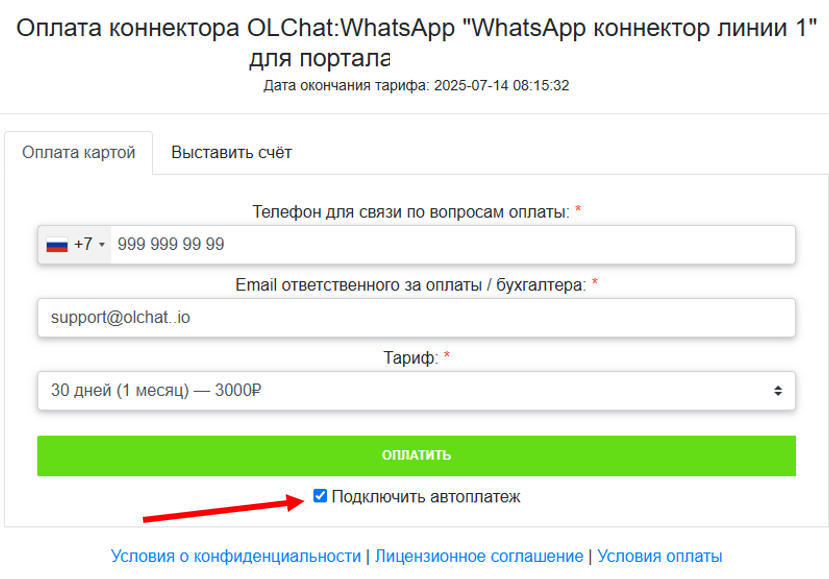 Оплата коннектора OLChat:WhatsApp "WhatsApp коннектор линии 1"
для портала
Дата окончания тарифа: 2025-07-14 08:15:32
Оплата картой Выставить счёт
Телефон для связи по вопросам оплаты: *
+7 999 999 99 99
Email ответственного за оплаты / бухгалтера: *
support@olchat..io
Тариф: *
30 дней (1 месяц) — 3000₽
ОПЛАТИТЬ
Подключить автоплатеж
Условия о конфиденциальности | Лицензионное соглашение | Условия оплаты